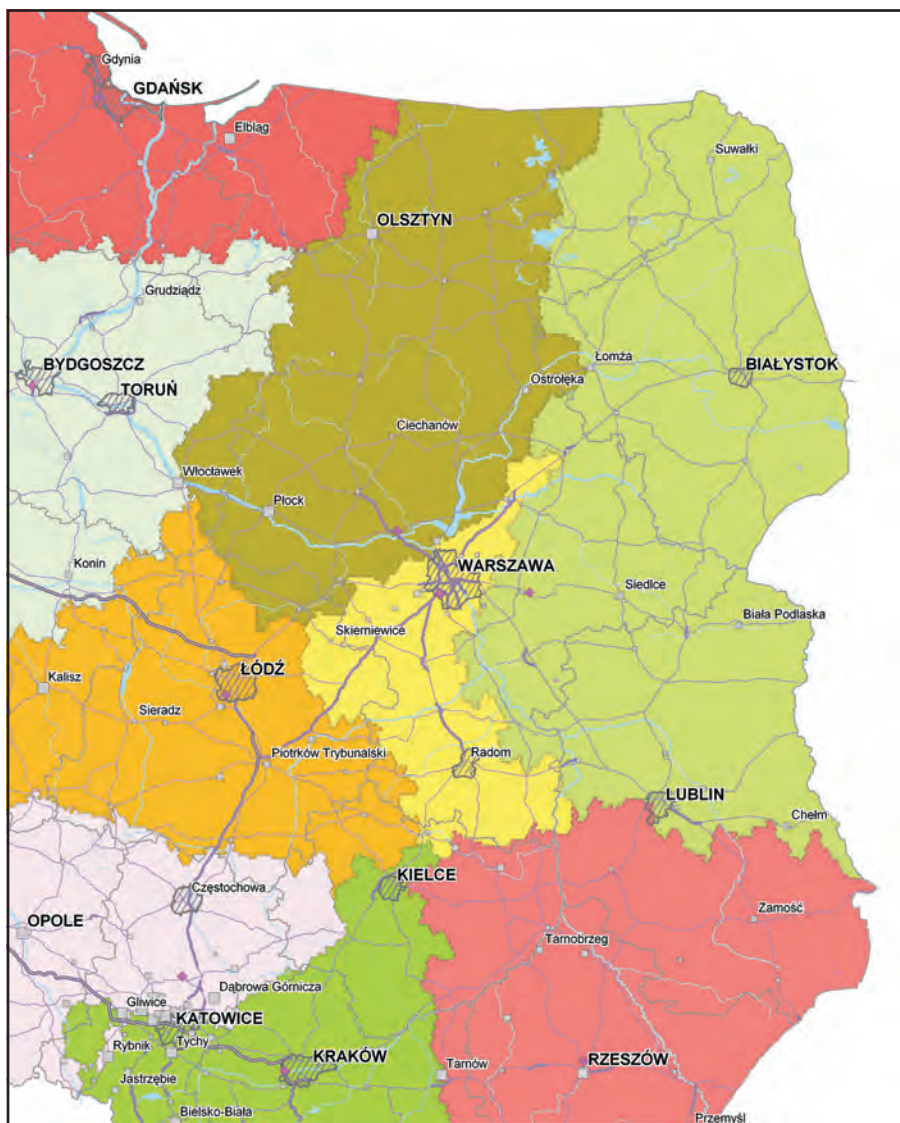 Gdynia
GDAŃSK
Elbląg
Suwałki
OLSZTYN
Grudziądz
BYDGOSZCZ
TORUŃ
Łomża
BIAŁYSTOK
Ostrołęka
Ciechanów
Włocławek
Płock
Konin
WARSZAWA
Siedlce
Biała Podlaska
Skierniewice
ŁÓDŹ
Kalisz
Sieradz
Piotrków Trybunalski
Radom
LUBLIN
Chełm
KIELCE
Częstochowa
OPOLE
Zamość
Tarnobrzeg
Dąbrowa Górnicza
Gliwice
KATOWICE
Tychy
Rybnik
KRAKÓW
RZESZÓW
Tarnów
Jastrzębie
Bielsko-Biała
Przemyśl